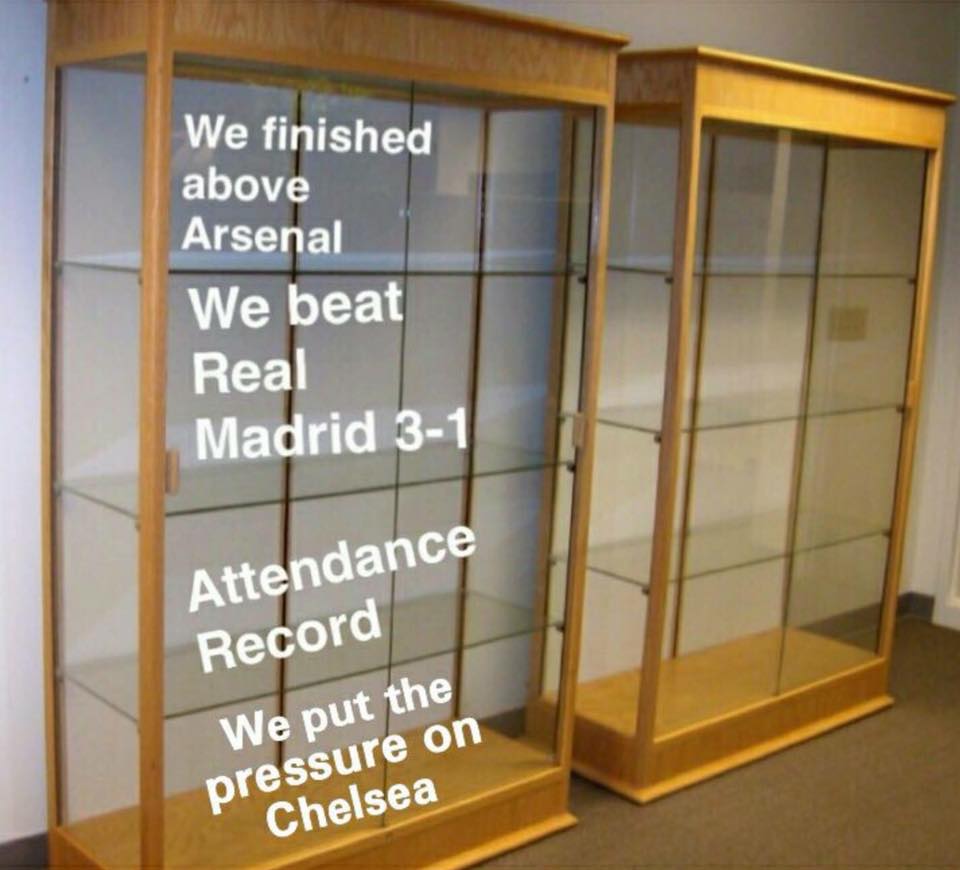 We finished
above
Arsenal
We beat
Real
Madrid 3-1
Attendance
Record
We put the
pressure on
Chelsea